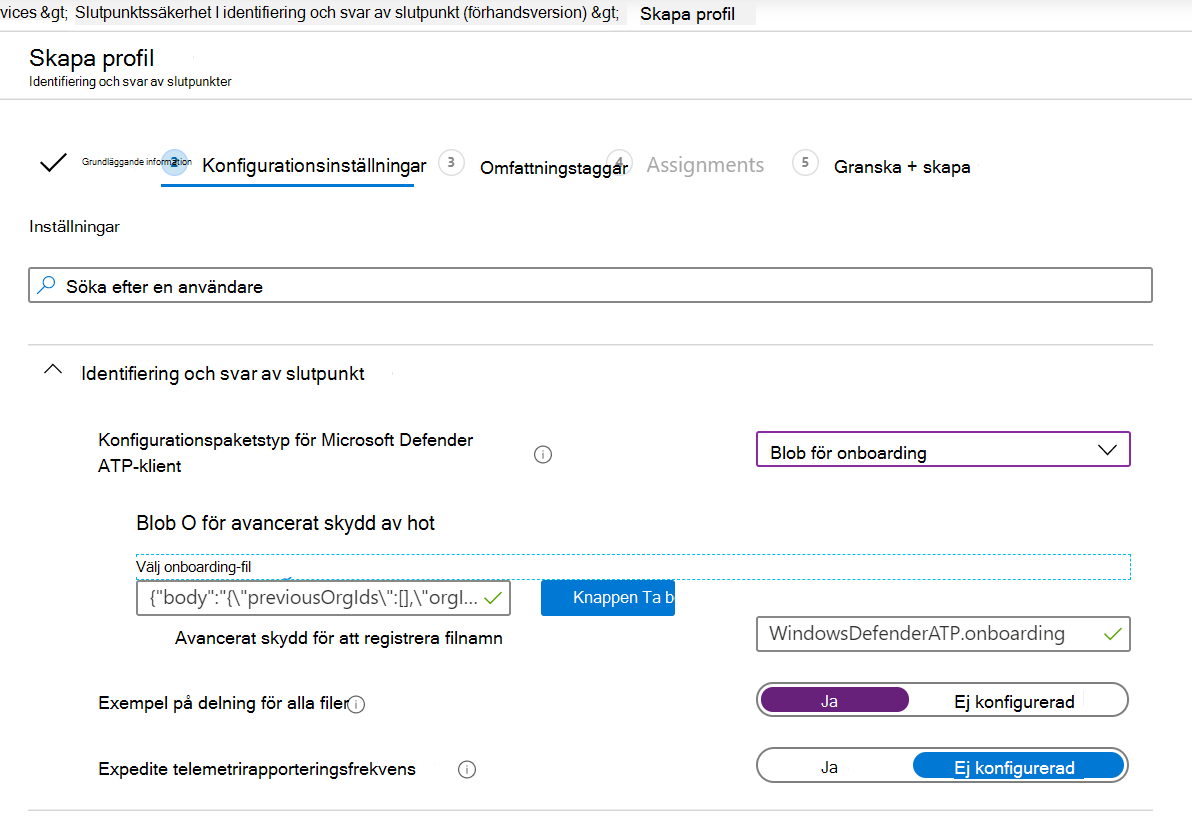 vices &gt; Slutpunktssäkerhet I identifiering och svar av slutpunkt (förhandsversion) &gt; Skapa profil
Skapa profil
Identifiering och svar av slutpunkter
Grundläggande information 2 Konfigurationsinställningar 3 Omfattningstaggar 4 Assignments 5 Granska + skapa
Inställningar
Söka efter en användare
Identifiering och svar av slutpunkt
Konfigurationspaketstyp för Microsoft Defender
ATP-klient
Blob för onboarding
Blob O för avancerat skydd av hot
Välj onboarding-fil
{"body":"{\"previousOrgIds\":[],\"orgI... Knappen Ta b
Avancerat skydd för att registrera filnamn WindowsDefenderATP.onboarding
Exempel på delning för alla filer Ja Ej konfigurerad
Expedite telemetrirapporteringsfrekvens Ja Ej konfigurerad